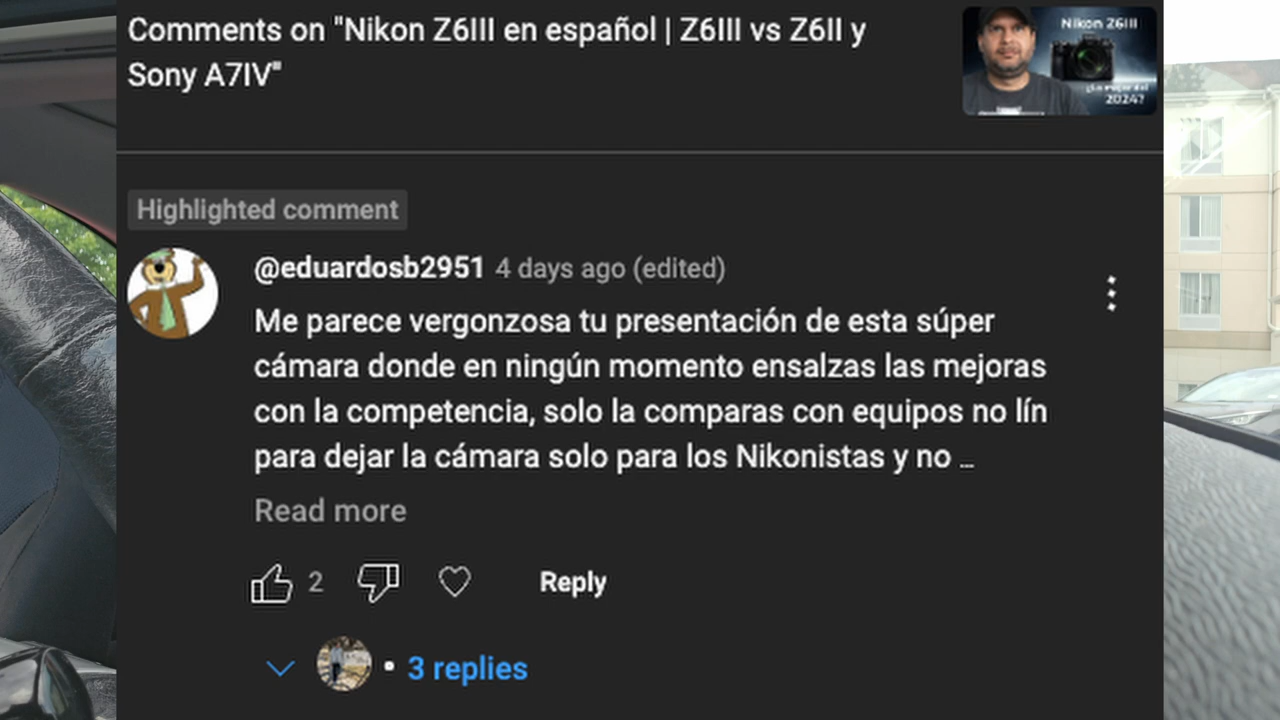 Comments on "Nikon Z6III en español | Z6III vs Z6II y
Sony A7IV"
Nikon Z6III
2024?
Highlighted comment
@eduardosb2951 4 days ago (edited)
Me parece vergonzosa tu presentación de esta súper
cámara donde en ningún momento ensalzas las mejoras
con la competencia, solo la comparas con equipos no lín
para dejar la cámara solo para los Nikonistas y no ...
Read more
2
Reply
• 3 replies